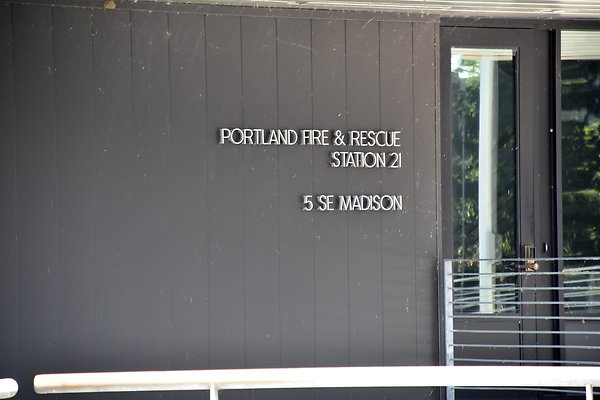 PORTLAND FIRE & RESCUE
STATION 21
5 SE MADISON